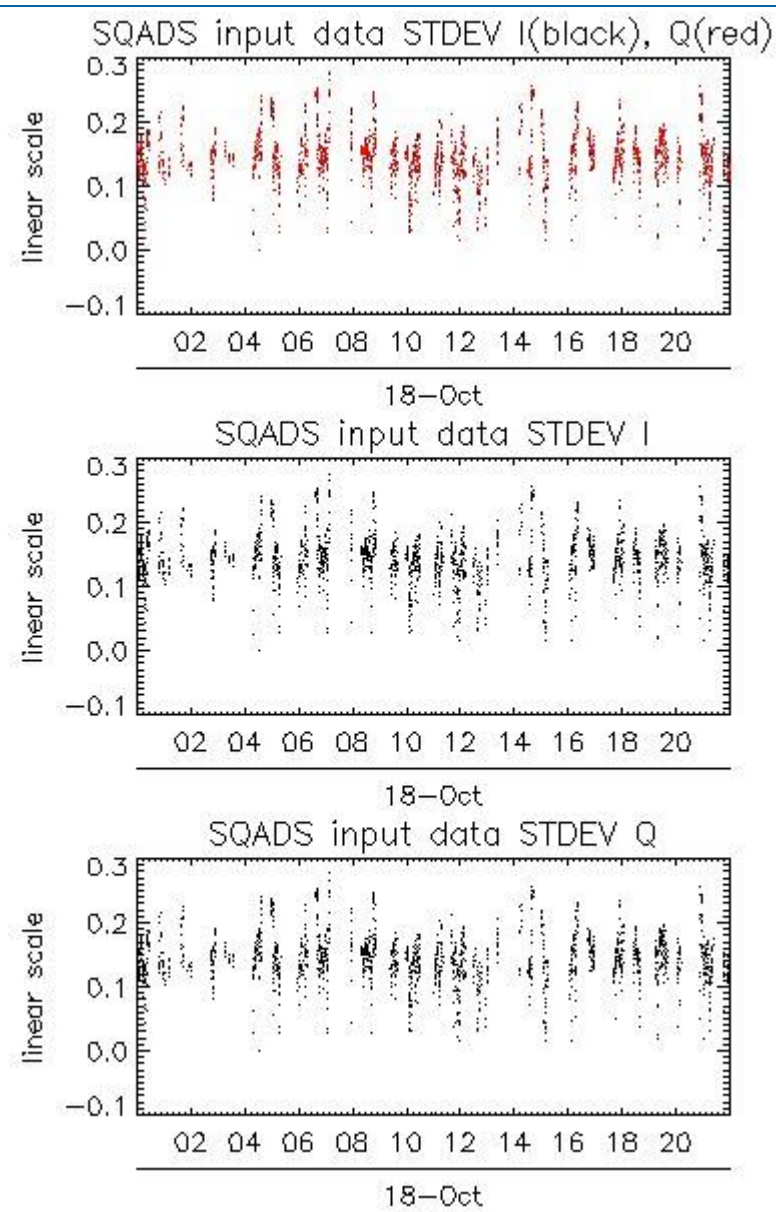 SQADS input data STDEV I(black), Q(red)
0.3
0.2
0.1
0.0
−0.1
linear scale
02 04 06 08 10 12 14 16 18 20
18−Oct
SQADS input data STDEV I
0.3
0.2
0.1
0.0
−0.1
linear scale
02 04 06 08 10 12 14 16 18 20
18−Oct
SQADS input data STDEV Q
0.3
0.2
0.1
0.0
−0.1
linear scale
02 04 06 08 10 12 14 16 18 20
18−Oct